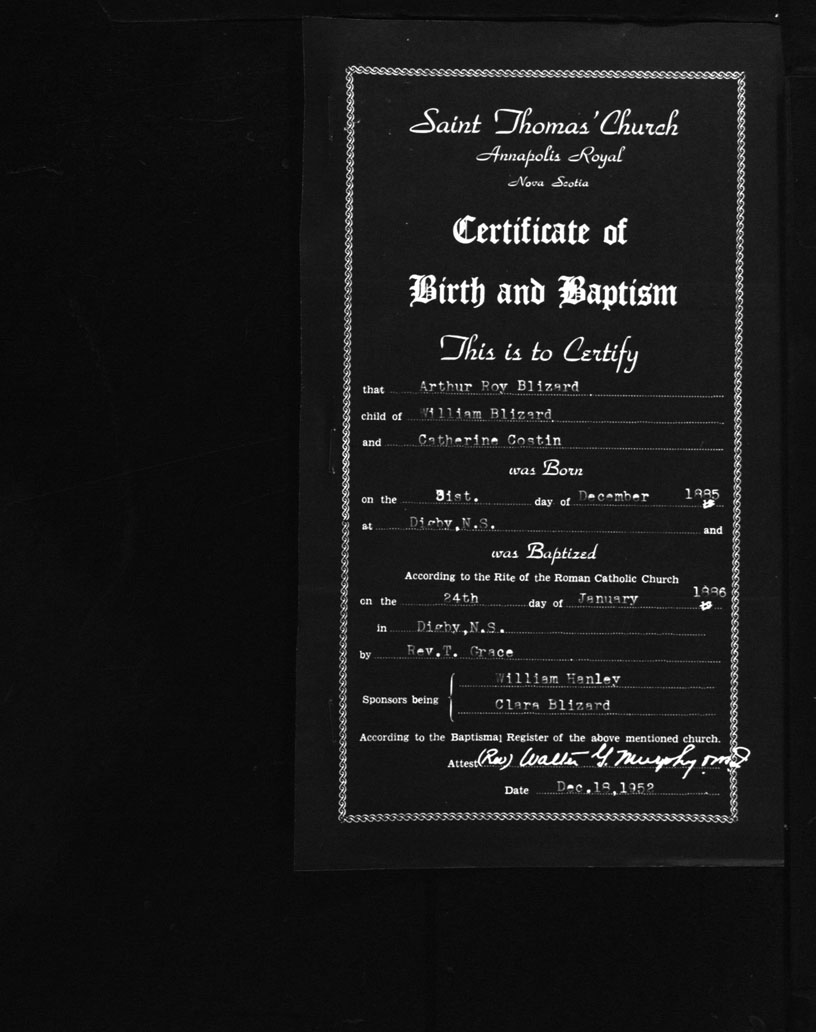 Saint Thomas' Church
Annapolis Royal
Nova Scotia
Certificate of
Birth and Baptism
This is to Certify
that Arthur Roy Blizard
child of William Blizard
and Catherine Costin
was Born
on the 31st. day of December 1885
at Digby,N.S. and
was Baptized
According to the Rite of the Roman Catholic Church
on the 24th day of January 1886
in Digby,N.S.
by Rev.T. Grace
Sponsors being William Hanley
Clara Blizard
According to the Baptismal Register of the above mentioned church.
Attest (Rev) Walter G. Murphy
Date Dec.18,1952